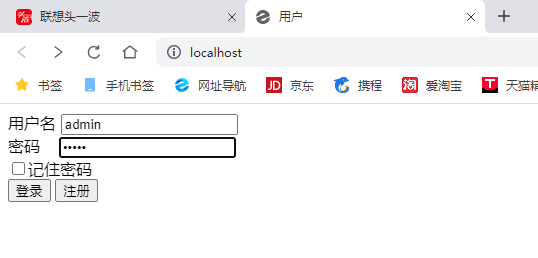 联想头一波 用户
localhost
书签 手机书签 网址导航 JD 京东 携程 淘 爱淘宝 T 天猫精
用户名 admin
密码 •••••
记住密码
登录 注册